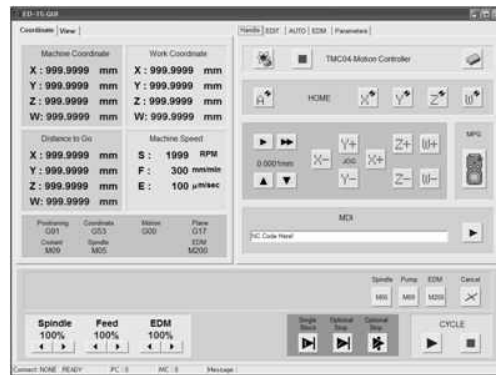 ED-TS GUI
Coordinate View
Machine Coordinate
X : 999.9999 mm
Y : 999.9999 mm
Z : 999.9999 mm
W: 999.9999 mm
Work Coordinate
X : 999.9999 mm
Y : 999.9999 mm
Z : 999.9999 mm
W: 999.9999 mm
Distance to Go
X : 999.9999 mm
Y : 999.9999 mm
Z : 999.9999 mm
W: 999.9999 mm
Machine Speed
S : 1999 RPM
F : 300 mm/min
E : 100 μm/sec
Positioning Coordinate Motion Plane
G91 G53 G00 G17
Coolant Spindle EDM
M09 M05 M200
Handle EDIT AUTO EDM Parameters
TMC04-Motion Controller
A HOME X Y Z W
0.0001mm
X- Y+ JOG Y- X+
Z+ W+
Z- W-
MPG
MDI
NC Code Here!
Spindle Pump EDM Cancel
M05 M09 M200
Spindle Feed EDM
100% 100% 100%
Single Block
Optional Stop
Optional Skip
CYCLE
Connect: NONE READY PC : 0 MC : 0 Message :